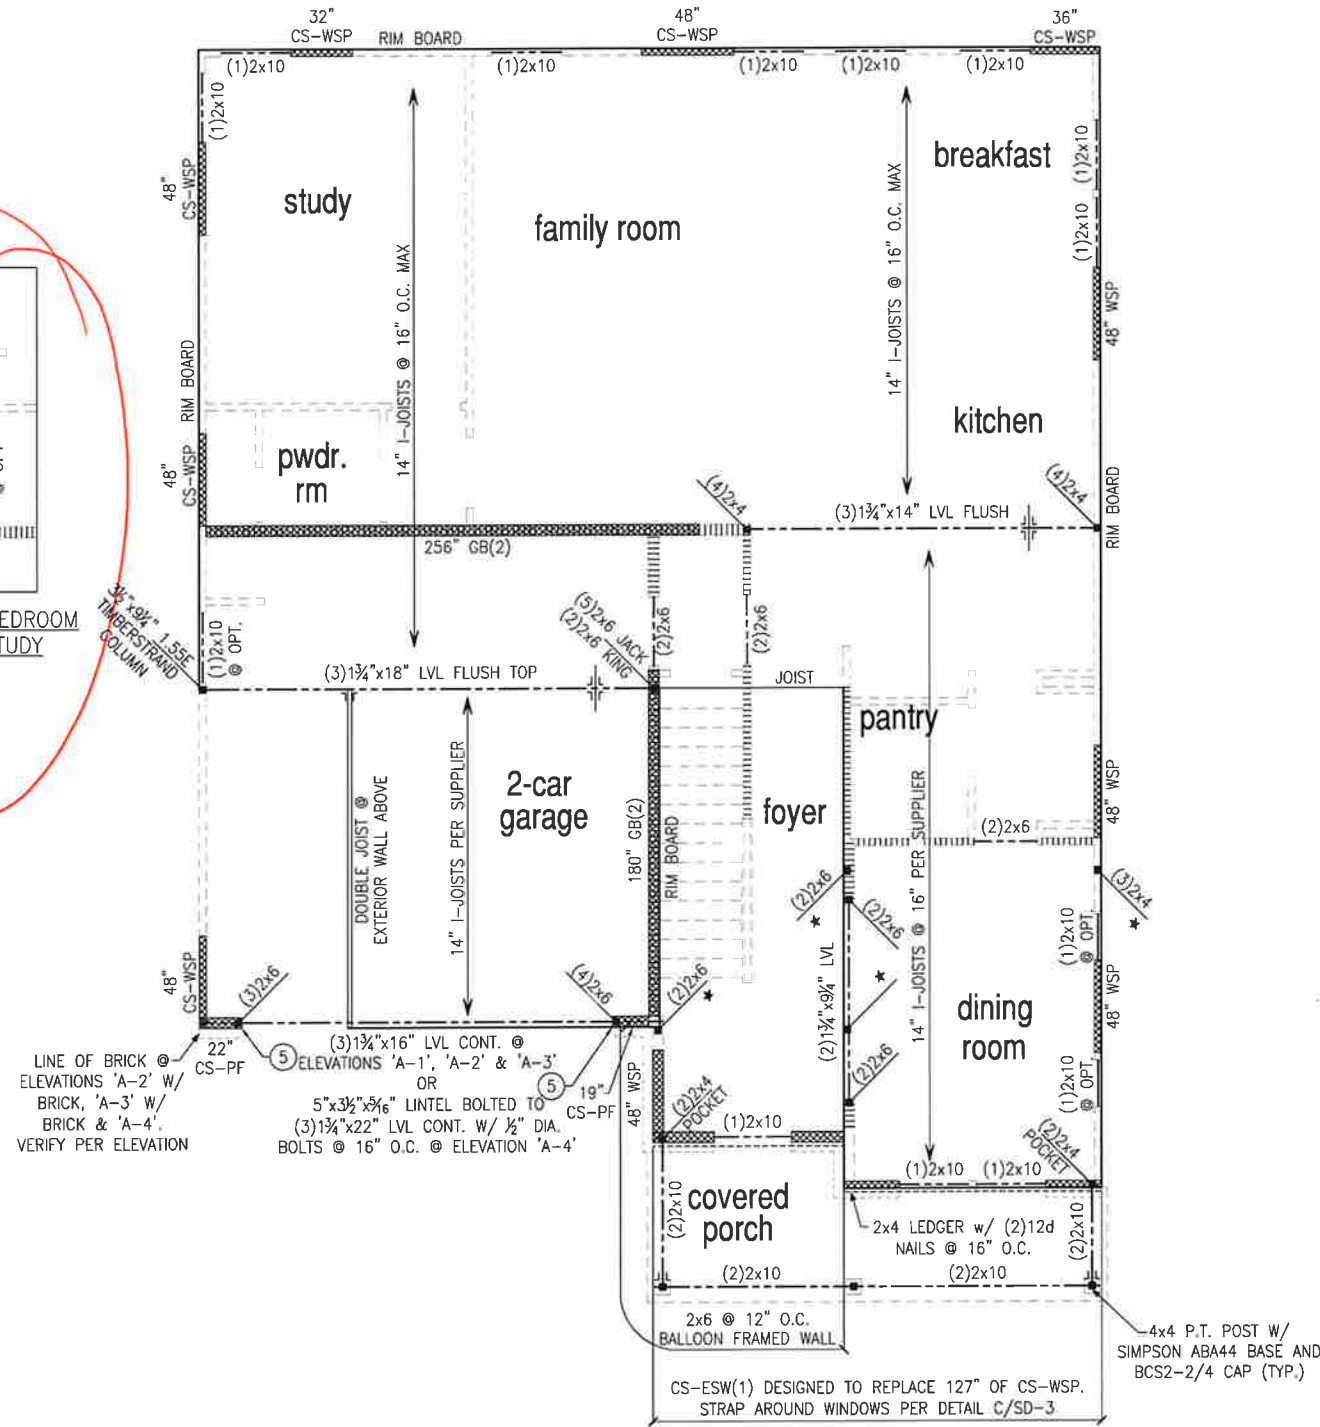 32"
CS-WSP
RIM BOARD
48"
CS-WSP
36"
CS-WSP
(1)2x10
(1)2x10
(1)2x10
(1)2x10
(1)2x10
(1)2x10
48"
CS-WSP
study
14" I-JOISTS @ 16" O.C. MAX
family room
14" I-JOISTS @ 16" O.C. MAX
breakfast
(1)2x10
(1)2x10
48" WSP
RIM BOARD
48"
CS-WSP
pwdr.
rm
kitchen
(4)2x4
(4)2x4
(3)1¾"x14" LVL FLUSH
RIM BOARD
256" GB(2)
EDROOM
TUDY
3½"x9¼" 1.55E
TIMBERSTRAND
COLUMN
(1)2x10
@ OPT.
(5)2x6 JACK
(2)2x6 KING
(2)2x6
(2)2x6
(3)1¾"x18" LVL FLUSH TOP
JOIST
pantry
DOUBLE JOIST @
EXTERIOR WALL ABOVE
14" I-JOISTS PER SUPPLIER
2-car
garage
180" GB(2)
RIM BOARD
foyer
14" I-JOISTS @ 16" PER SUPPLIER
48" WSP
(2)2x6
(2)2x6
★
(2)2x6
★
(3)2x4
★
(2)1¾"x9¼" LVL
(1)2x10
@ OPT.
48"
CS-WSP
(3)2x6
(4)2x6
(2)2x6
★
dining
room
48" WSP
(2)2x6
(1)2x10
@ OPT.
LINE OF BRICK @
ELEVATIONS 'A-2' W/
BRICK, 'A-3' W/
BRICK & 'A-4'.
VERIFY PER ELEVATION
22"
CS-PF
5
(3)1¾"x16" LVL CONT. @
ELEVATIONS 'A-1', 'A-2' & 'A-3'
OR
5"x3½"x5/16" LINTEL BOLTED TO
(3)1¾"x22" LVL CONT. W/ ½" DIA.
BOLTS @ 16" O.C. @ ELEVATION 'A-4'
5
19"
CS-PF
48" WSP
(2)2x4
POCKET
(1)2x10
(2)2x4
POCKET
(1)2x10
(1)2x10
(2)2x10
covered
porch
2x4 LEDGER w/ (2)12d
NAILS @ 16" O.C.
(2)2x10
(2)2x10
(2)2x10
2x6 @ 12" O.C.
BALLOON FRAMED WALL
4x4 P.T. POST W/
SIMPSON ABA44 BASE AND
BCS2-2/4 CAP (TYP.)
CS-ESW(1) DESIGNED TO REPLACE 127" OF CS-WSP.
STRAP AROUND WINDOWS PER DETAIL C/SD-3